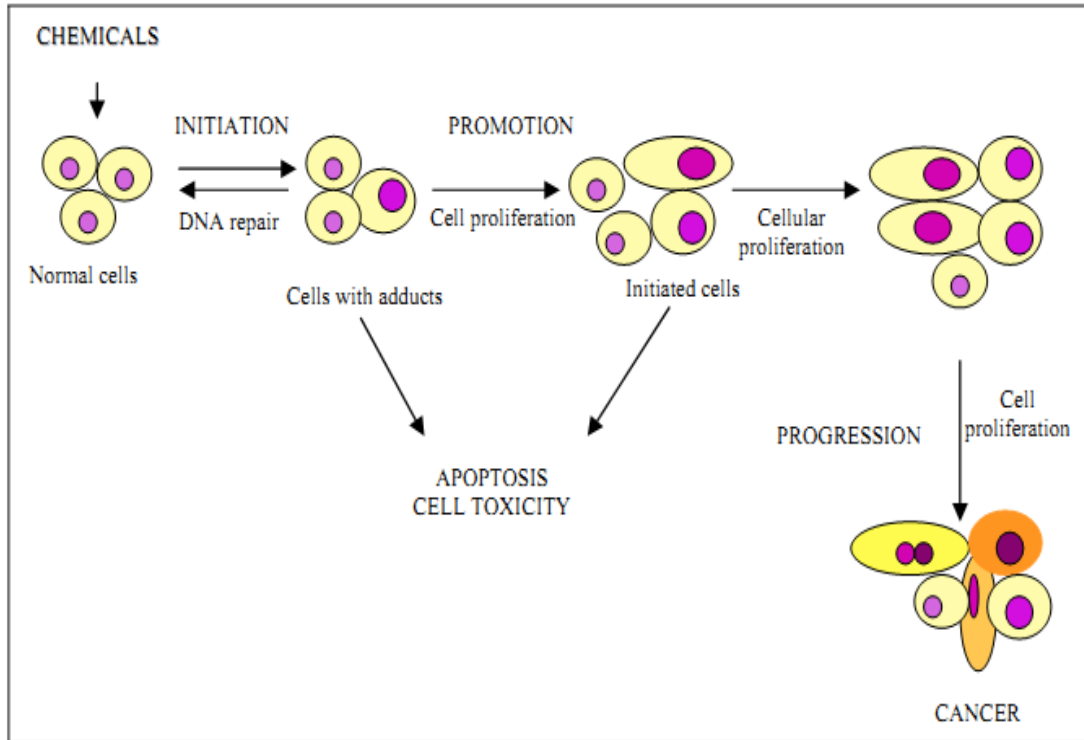 CHEMICALS
INITIATION
PROMOTION
DNA repair
Cell proliferation
Cellular
proliferation
Normal cells
Cells with adducts
Initiated cells
Cell
proliferation
PROGRESSION
APOPTOSIS
CELL TOXICITY
CANCER